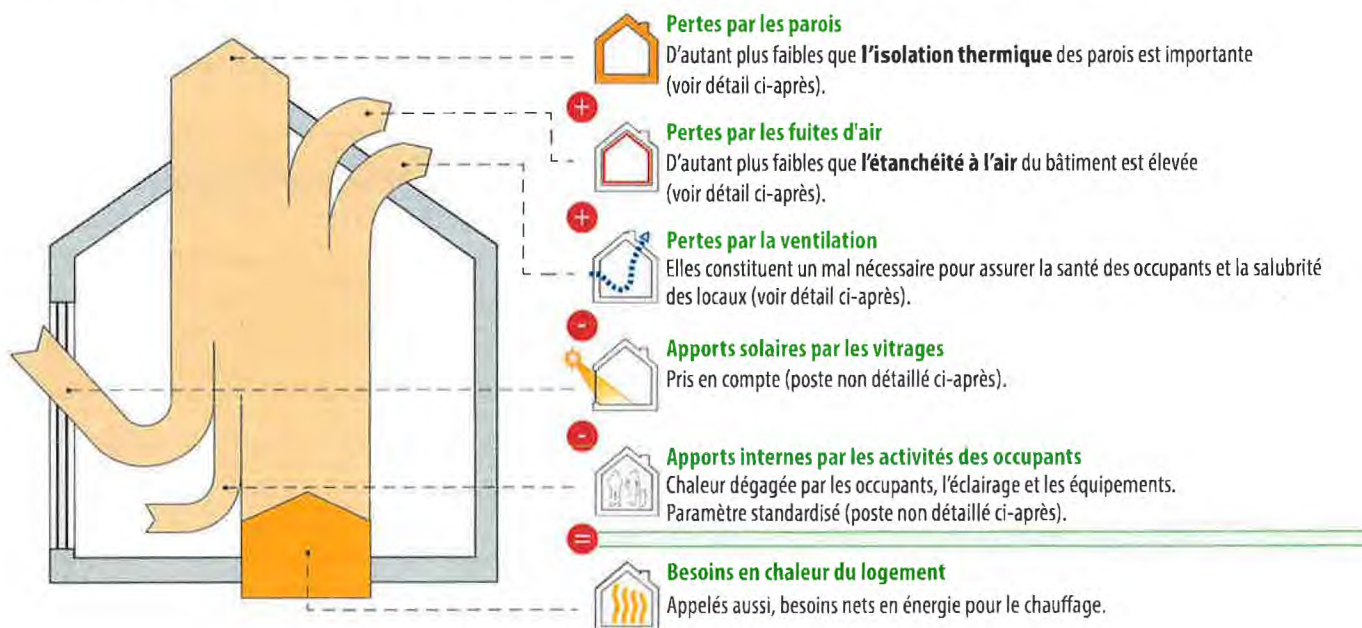 Pertes par les parois
D'autant plus faibles que l'isolation thermique des parois est importante
(voir détail ci-après).
+
Pertes par les fuites d'air
D'autant plus faibles que l'étanchéité à l'air du bâtiment est élevée
(voir détail ci-après).
+
Pertes par la ventilation
Elles constituent un mal nécessaire pour assurer la santé des occupants et la salubrité
des locaux (voir détail ci-après).
-
Apports solaires par les vitrages
Pris en compte (poste non détaillé ci-après).
-
Apports internes par les activités des occupants
Chaleur dégagée par les occupants, l'éclairage et les équipements.
Paramètre standardisé (poste non détaillé ci-après).
=
Besoins en chaleur du logement
Appelés aussi, besoins nets en énergie pour le chauffage.